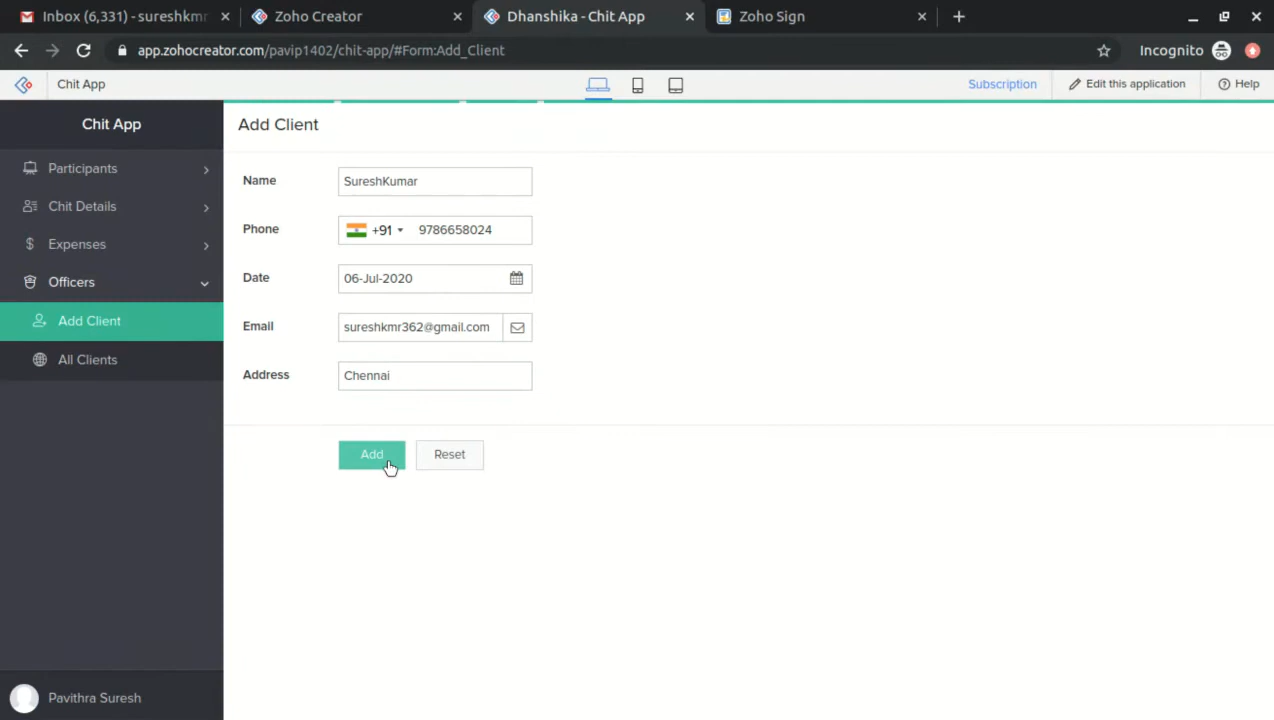 Inbox (6,331) - sureshkmr
Zoho Creator
Dhanshika - Chit App
Zoho Sign
app.zohocreator.com/pavip1402/chit-app/#Form:Add_Client
Incognito
Chit App
Subscription
Edit this application
Help
Chit App
Participants
Chit Details
Expenses
Officers
Add Client
All Clients
Pavithra Suresh
Add Client
Name
SureshKumar
Phone
+91 9786658024
Date
06-Jul-2020
Email
sureshkmr362@gmail.com
Address
Chennai
Add
Reset